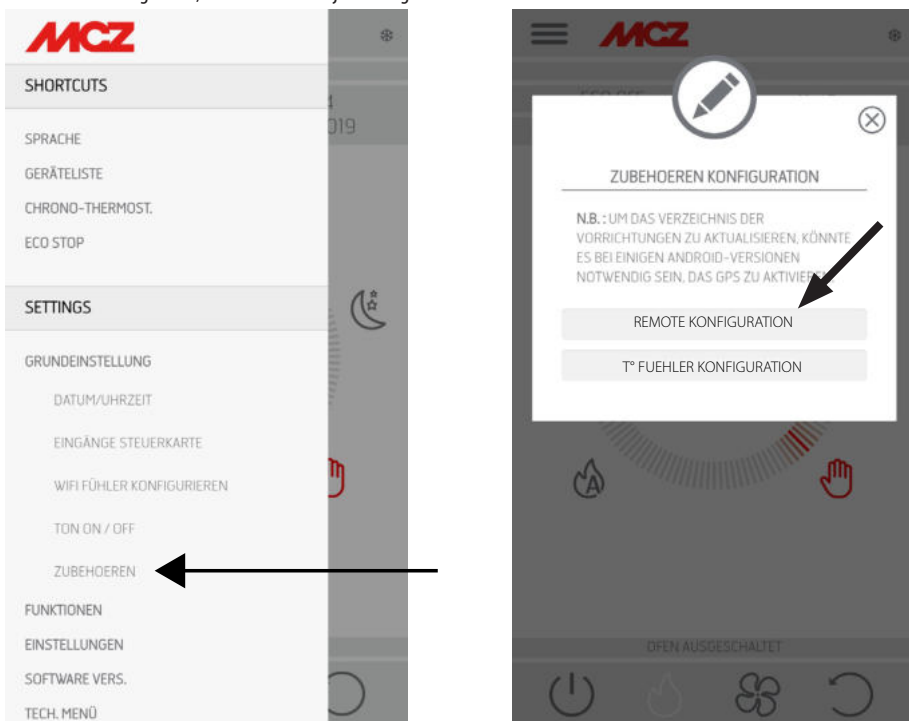 MCZ
SHORTCUTS
019
SPRACHE
GERÄTELISTE
CHRONO-THERMOST.
ECO STOP
SETTINGS
GRUNDEINSTELLUNG
DATUM/UHRZEIT
EINGÄNGE STEUERKARTE
WIFI FÜHLER KONFIGURIEREN
TON ON / OFF
ZUBEHOEREN
FUNKTIONEN
EINSTELLUNGEN
SOFTWARE VERS.
TECH. MENÜ
MCZ
ZUBEHOEREN KONFIGURATION
N.B. : UM DAS VERZEICHNIS DER
VORRICHTUNGEN ZU AKTUALISIEREN, KÖNNTE
ES BEI EINIGEN ANDROID-VERSIONEN
NOTWENDIG SEIN, DAS GPS ZU
REMOTE KONFIGURATION
T° FUEHLER KONFIGURATION
A
OFEN AUSGESCHALTET